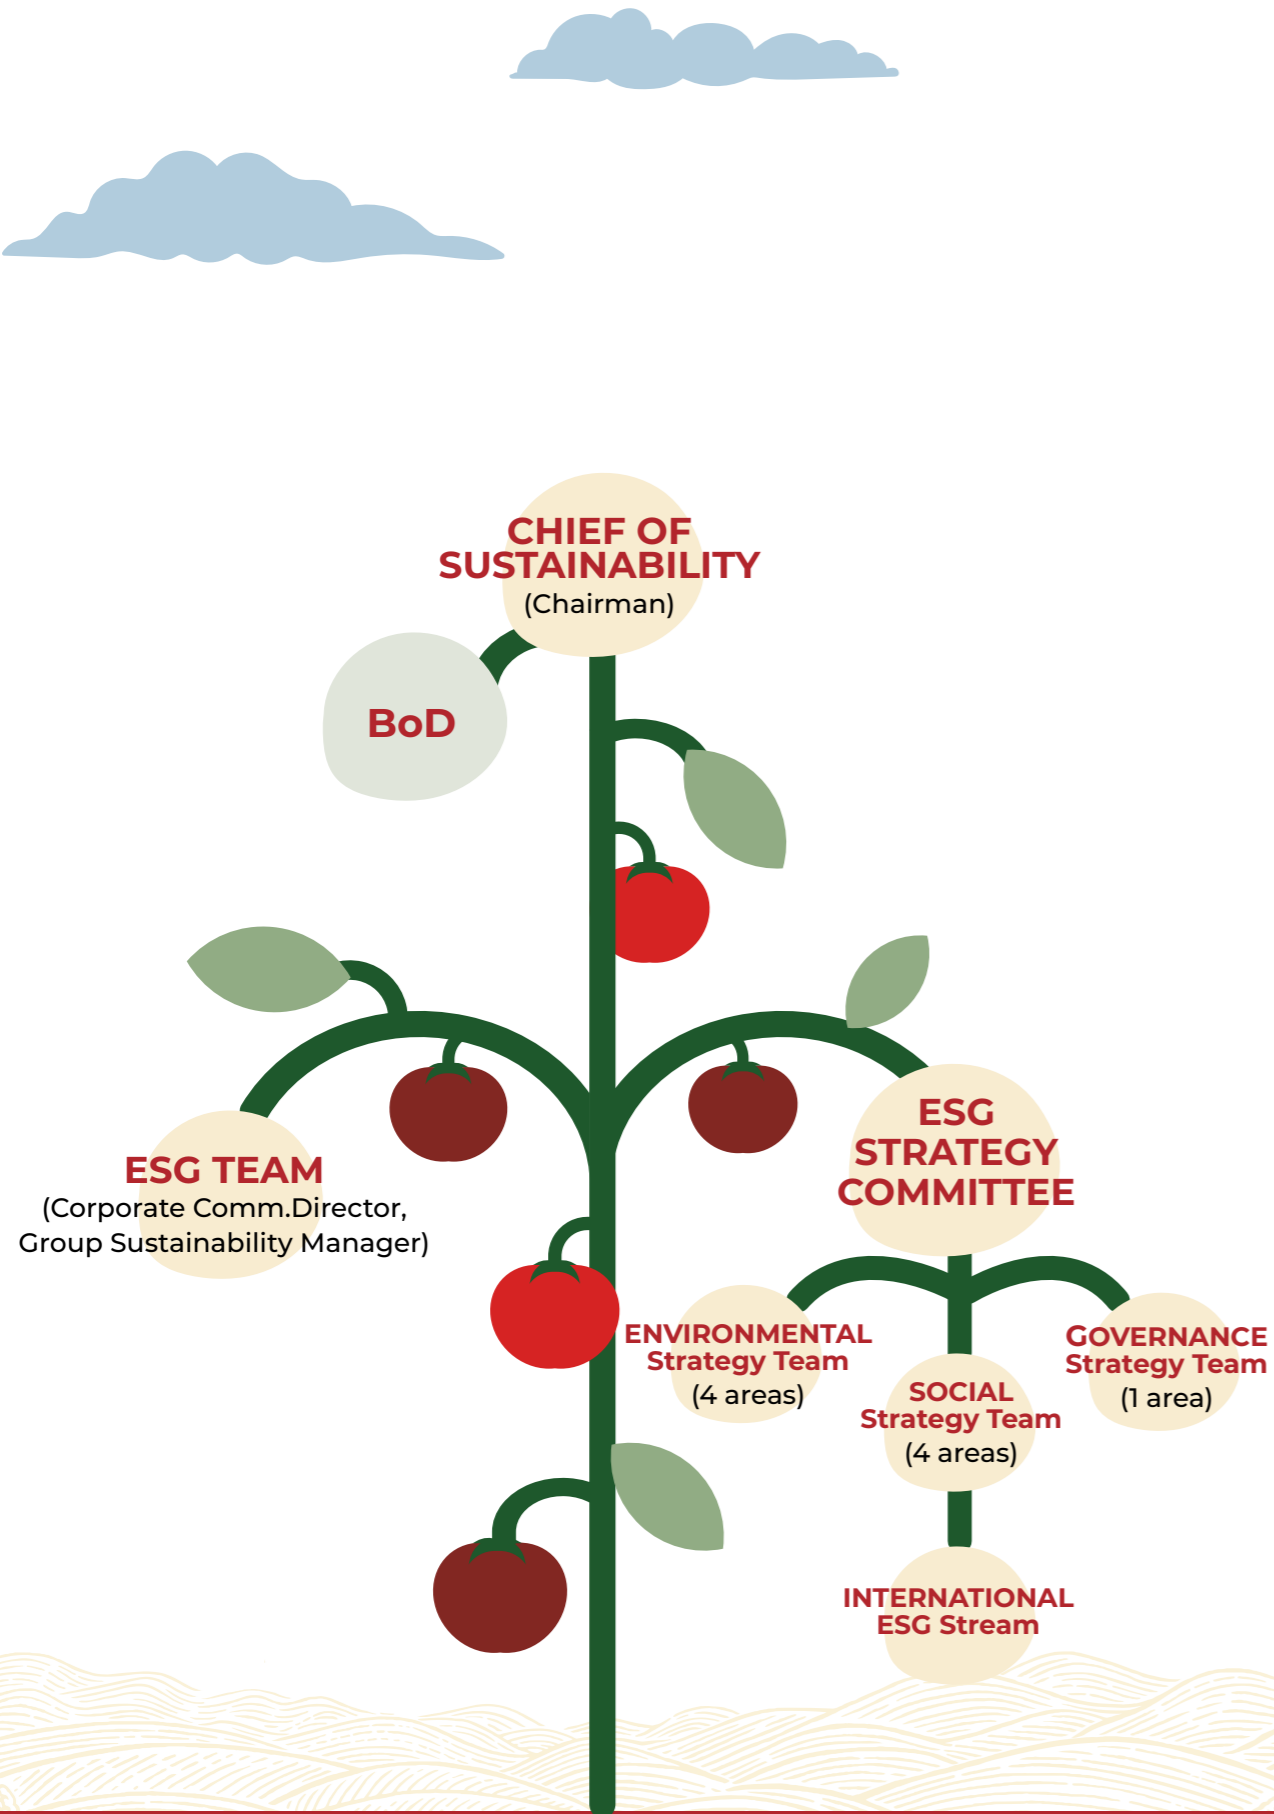 CHIEF OF
SUSTAINABILITY
(Chairman)
BoD
ESG TEAM
(Corporate Comm.Director,
Group Sustainability Manager)
ESG
STRATEGY
COMMITTEE
ENVIRONMENTAL
Strategy Team
(4 areas)
SOCIAL
Strategy Team
(4 areas)
GOVERNANCE
Strategy Team
(1 area)
INTERNATIONAL
ESG Stream